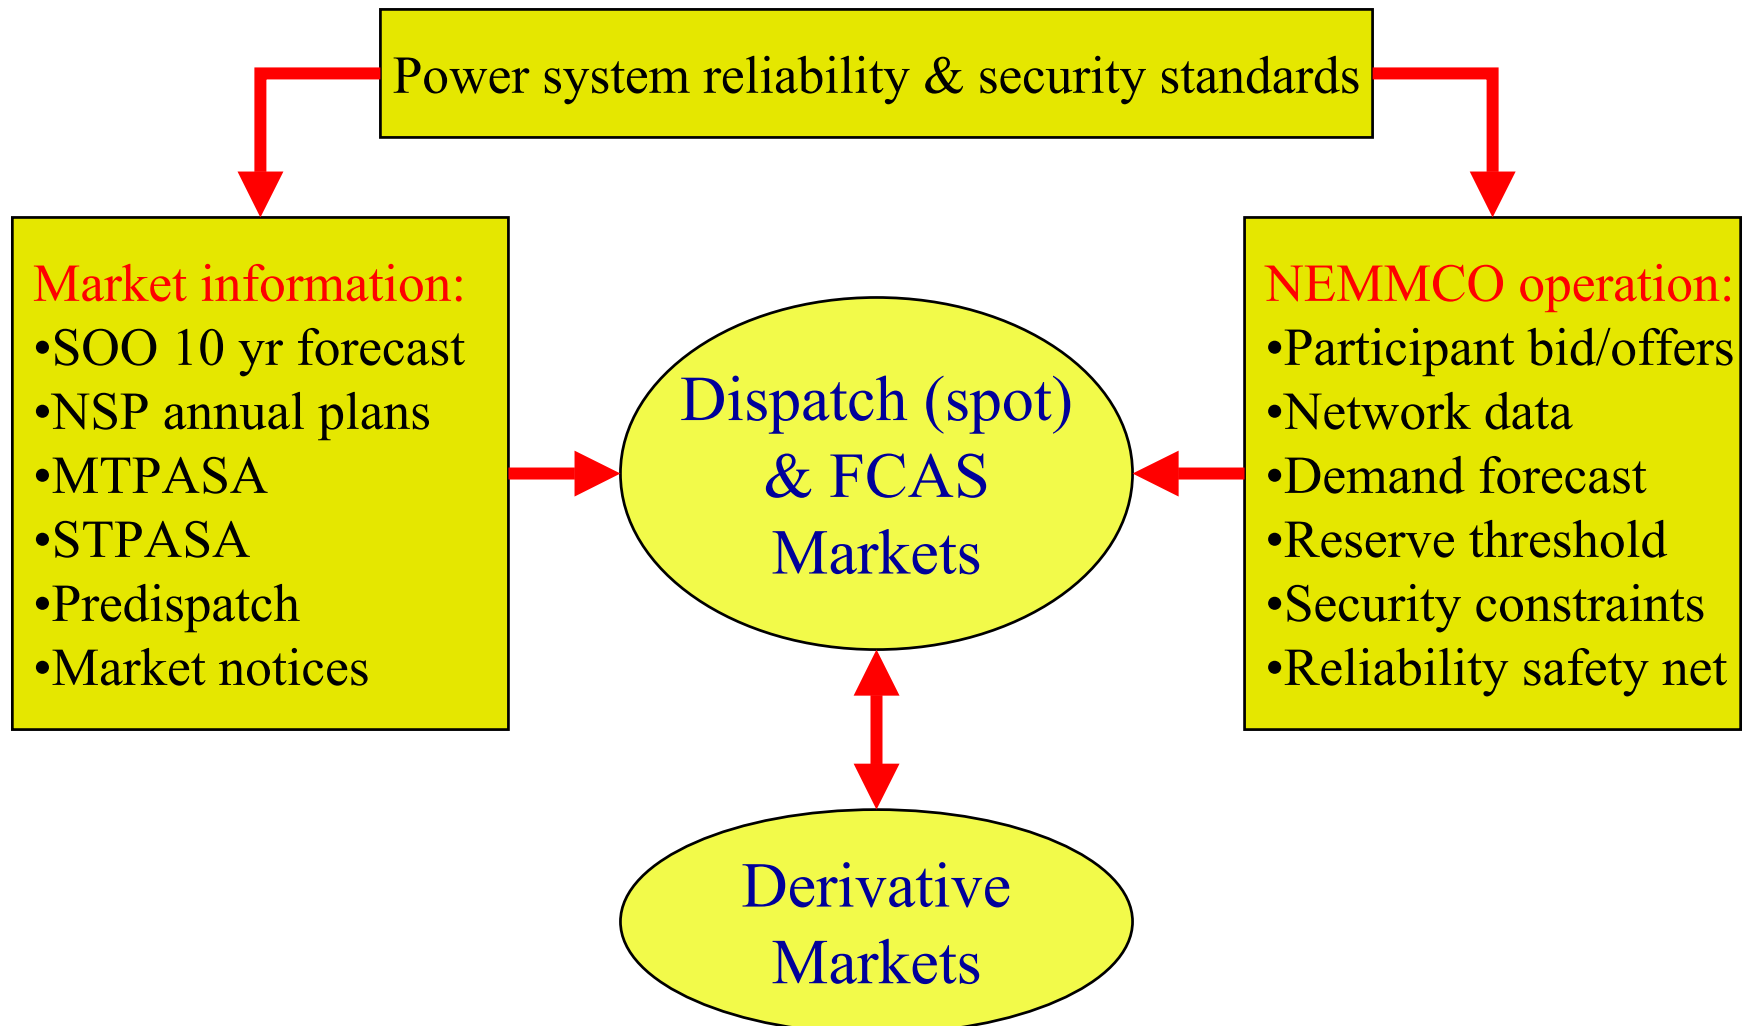 Power system reliability & security standards
Market information:
•SOO 10 yr forecast
•NSP annual plans
•MTPASA
•STPASA
•Predispatch
•Market notices
Dispatch (spot)
& FCAS
Markets
NEMMCO operation:
•Participant bid/offers
•Network data
•Demand forecast
•Reserve threshold
•Security constraints
•Reliability safety net
Derivative
Markets